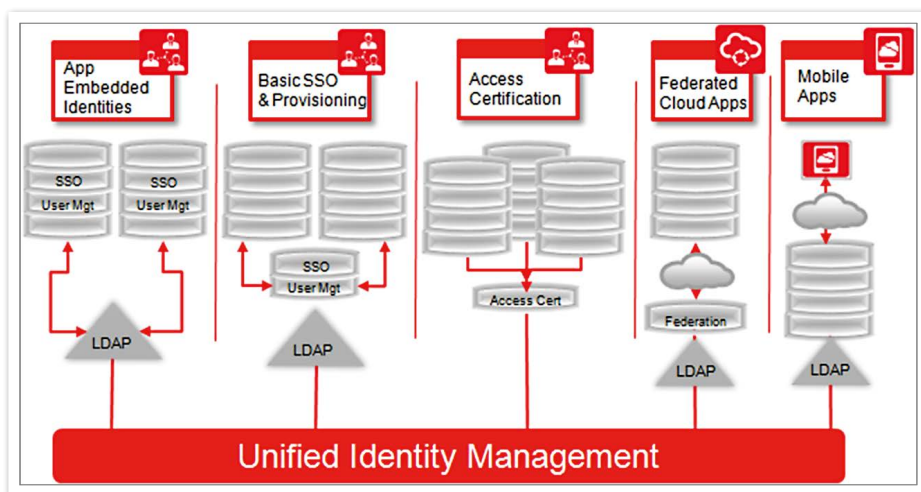 App
Embedded
Identities
Basic SSO
& Provisioning
Access
Certification
Federated
Cloud Apps
Mobile
Apps
SSO
User Mgt
SSO
User Mgt
SSO
User Mgt
Access Cert
Federation
LDAP
LDAP
LDAP
LDAP
Unified Identity Management